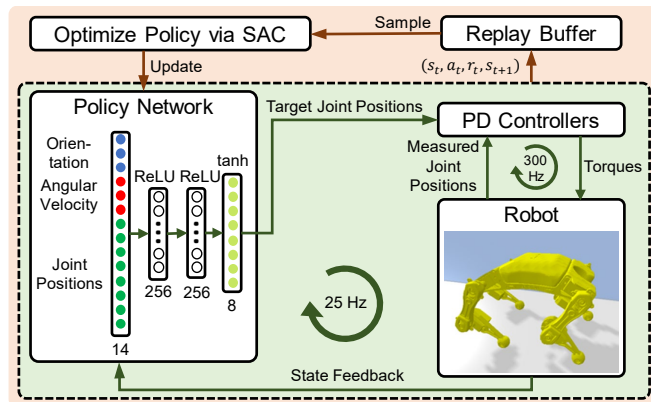 Optimize Policy via SAC
Sample
Replay Buffer
Update
(s_t, a_t, r_t, s_{t+1})
Policy Network
Target Joint Positions
PD Controllers
Orien-
tation
Angular
Velocity
Joint
Positions
ReLU
ReLU
tanh
256
256
8
14
Measured
Joint
Positions
300
Hz
Torques
Robot
25 Hz
State Feedback